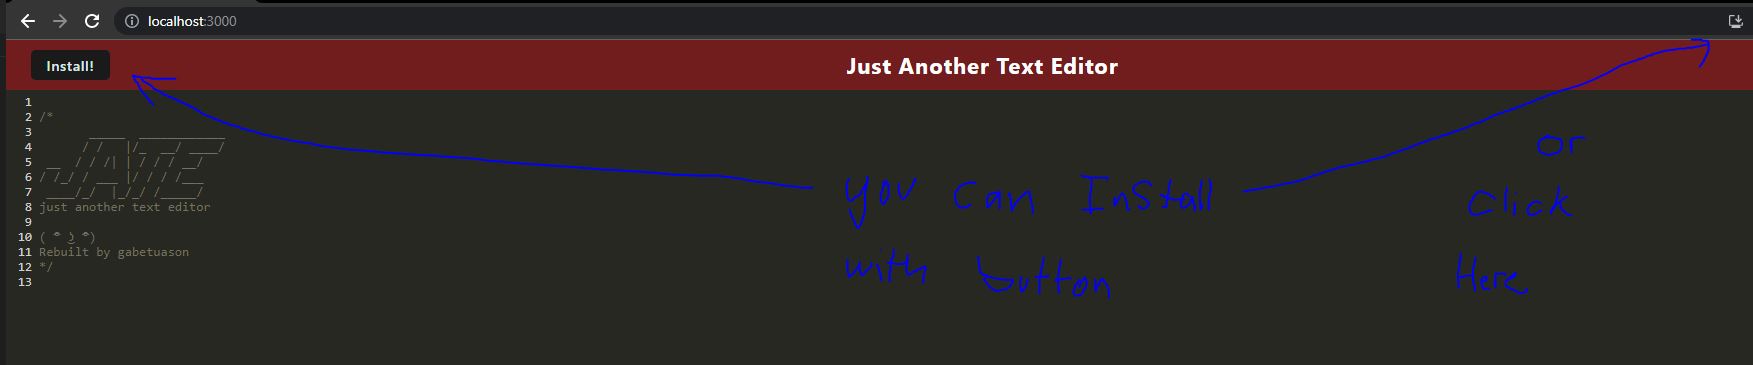 localhost:3000
Install!
Just Another Text Editor
1
2 /*
3        _____  ____________
4       / /   |/_  __/ ____/
5  __  / / /| | / / / / __/
6 / /_/ / ___ |/ / / /___
7  ____/_/  |_/_/ /_____/
8 just another text editor
9
10 ( ͡° ͜ʖ ͡°)
11 Rebuilt by gabetuason
12 */
13
you can Install
with button
or
Click
Here